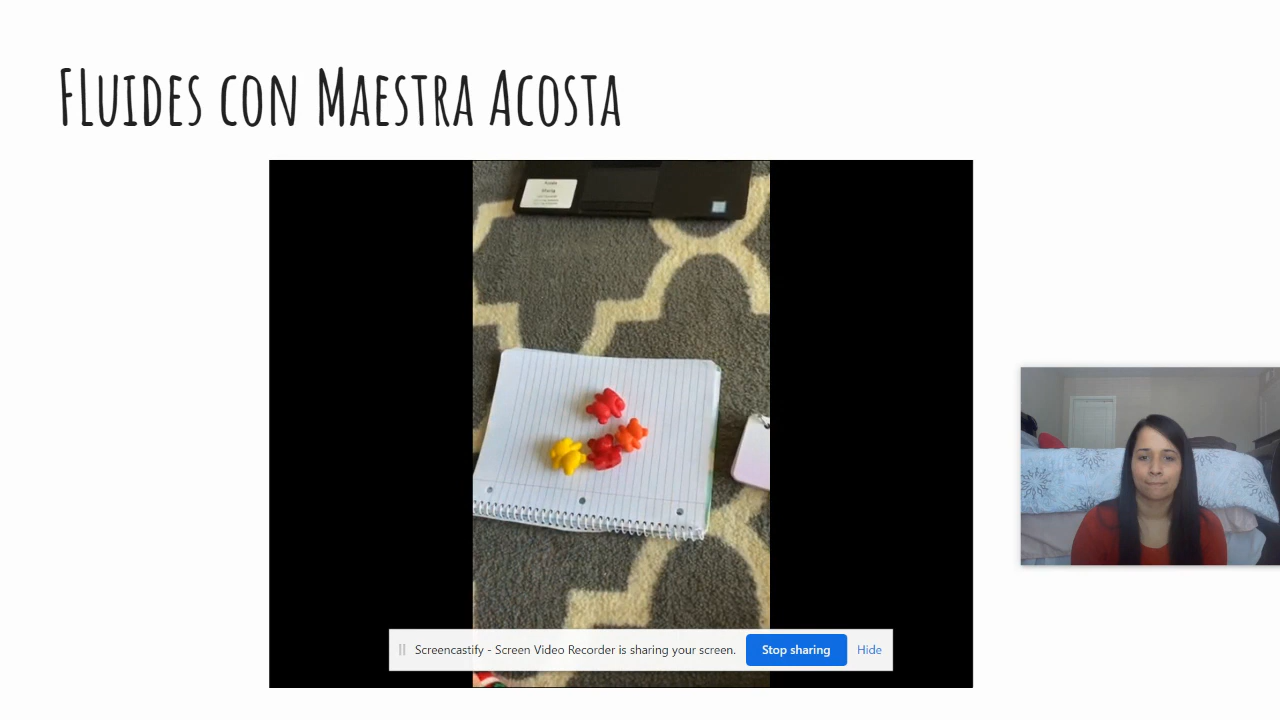 FLUIDES CON MAESTRA ACOSTA
Screencastify - Screen Video Recorder is sharing your screen.
Stop sharing
Hide